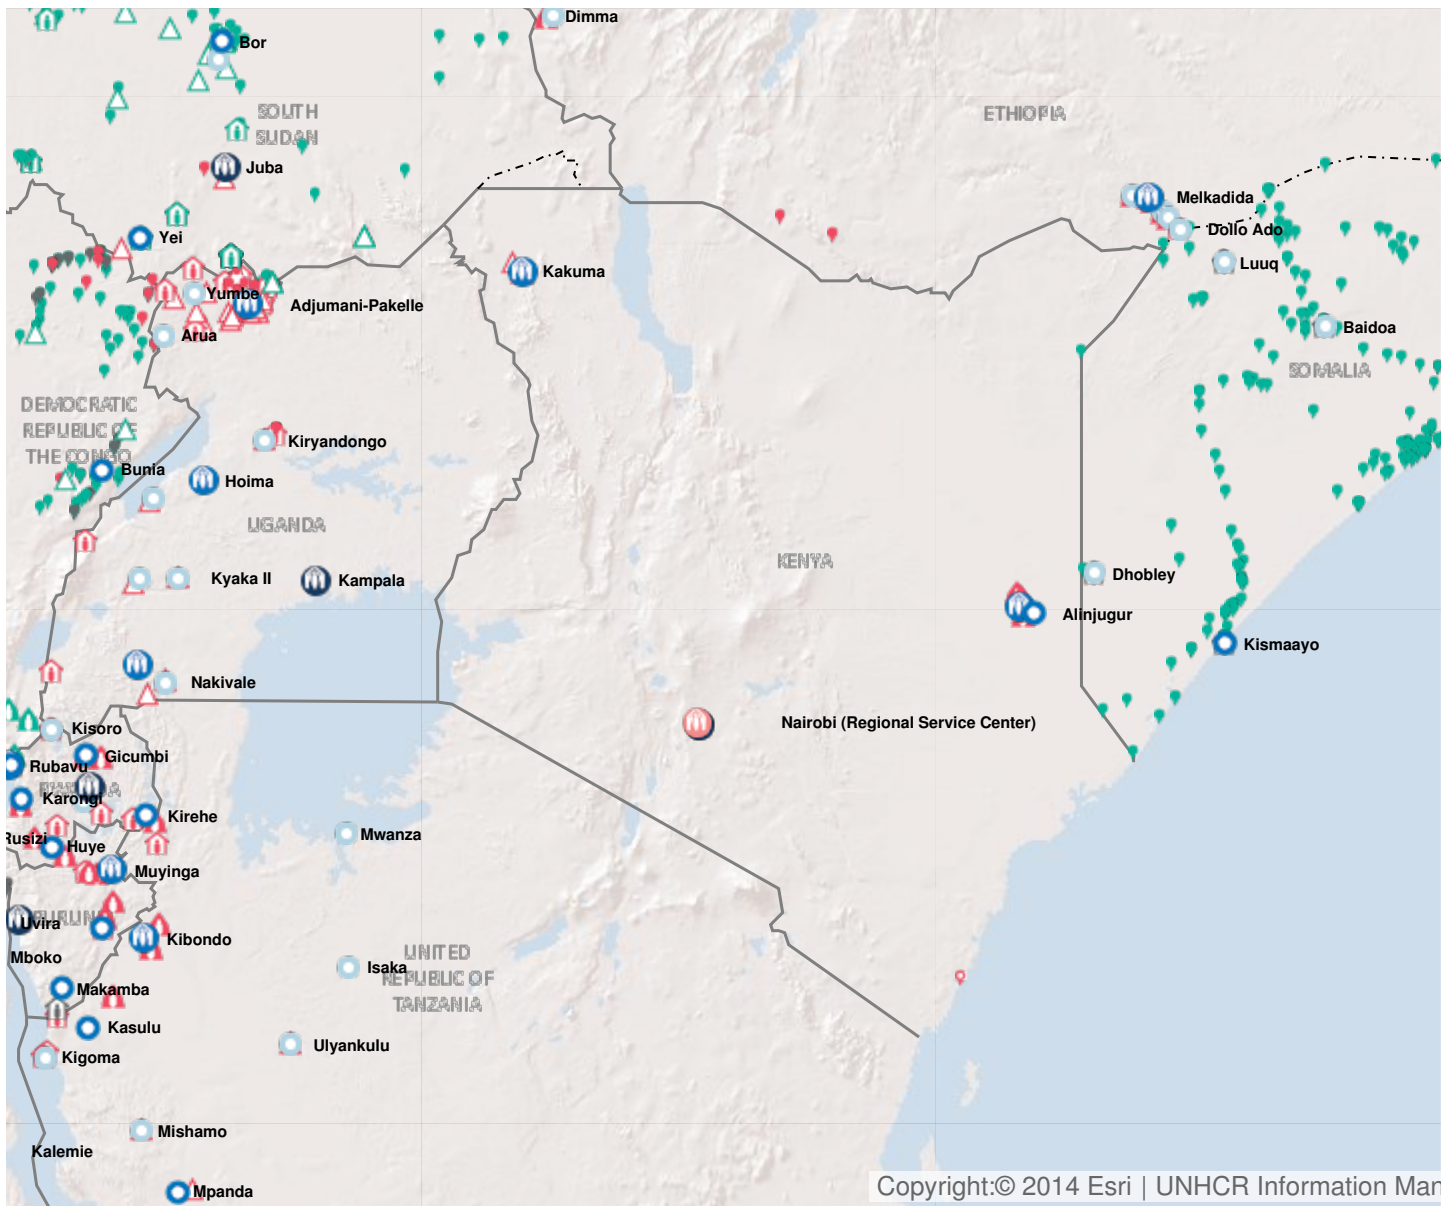 Dimma
Bor
SOUTH
SUDAN
ETHIOPIA
Juba
Melkadida
Dollo Ado
Yei
Luuq
Kakuma
Yumbe
Adjumani-Pakelle
Baidoa
Arua
SOMALIA
DEMOCRATIC
REPUBLIC OF
THE CONGO
Kiryandongo
Bunia
Hoima
UGANDA
KENYA
Kyaka II
Kampala
Dhobley
Alinjugur
Kismaayo
Nakivale
Nairobi (Regional Service Center)
Kisoro
Gicumbi
Rubavu
Karongi
Kirehe
Mwanza
Rusizi
Huye
Muyinga
Uvira
Kibondo
UNITED
REPUBLIC OF
TANZANIA
Mboko
Isaka
Makamba
Kasulu
Ulyankulu
Kigoma
Mishamo
Kalemie
Mpanda
Copyright:© 2014 Esri | UNHCR Information Man